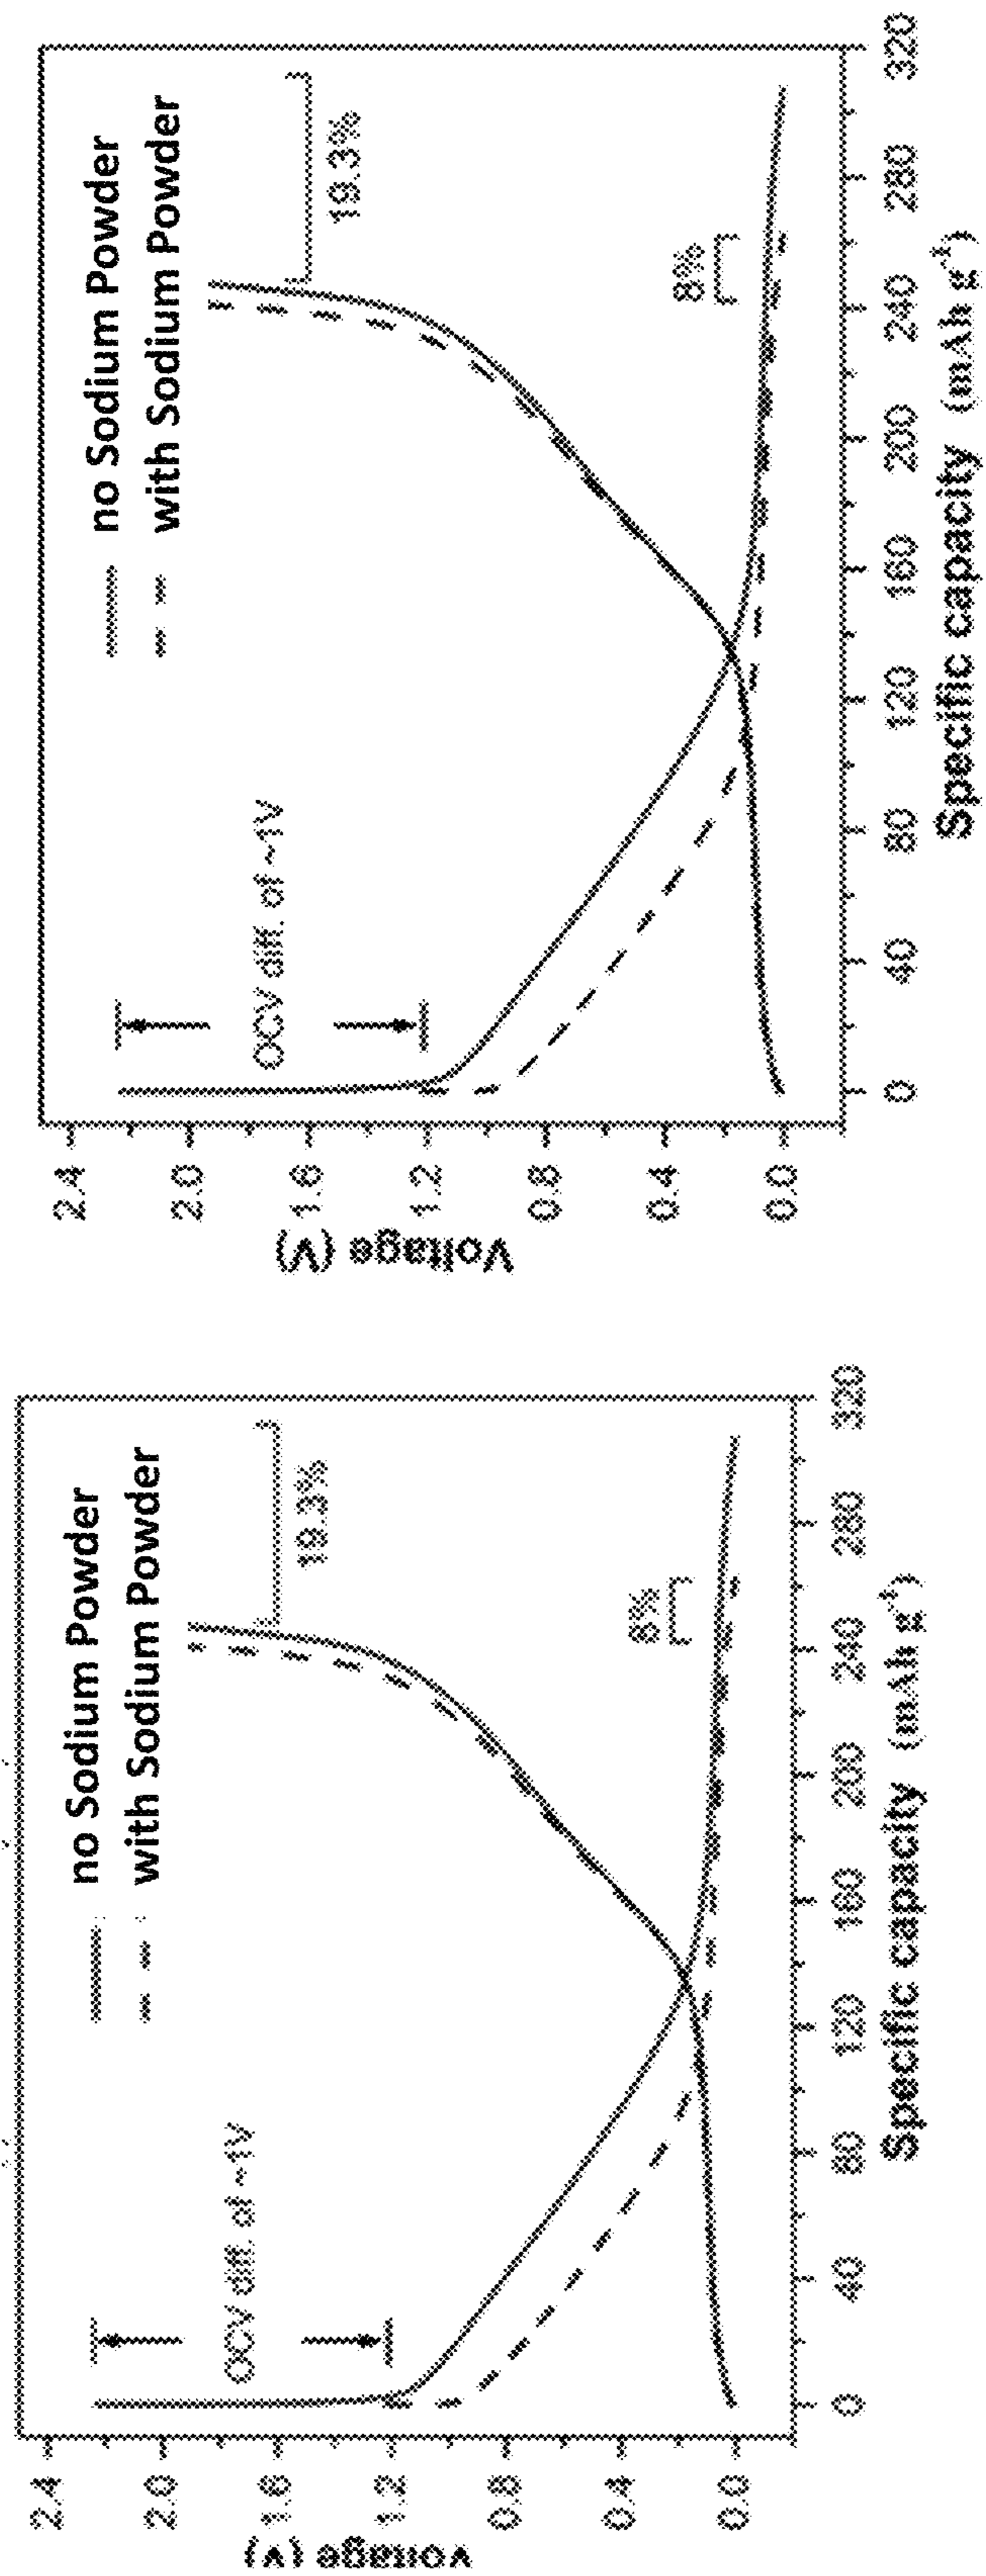 no Sodium Powder
with Sodium Powder
OCV diff. of ~1V
19.3%
8%
2.4
2.0
1.6
1.2
0.8
0.4
0.0
Voltage (V)
0 40 80 120 160 200 240 280 320
Specific capacity (mAh g⁻¹)
no Sodium Powder
with Sodium Powder
OCV diff. of ~1V
19.3%
8%
2.4
2.0
1.6
1.2
0.8
0.4
0.0
Voltage (V)
0 40 80 120 160 200 240 280 320
Specific capacity (mAh g⁻¹)